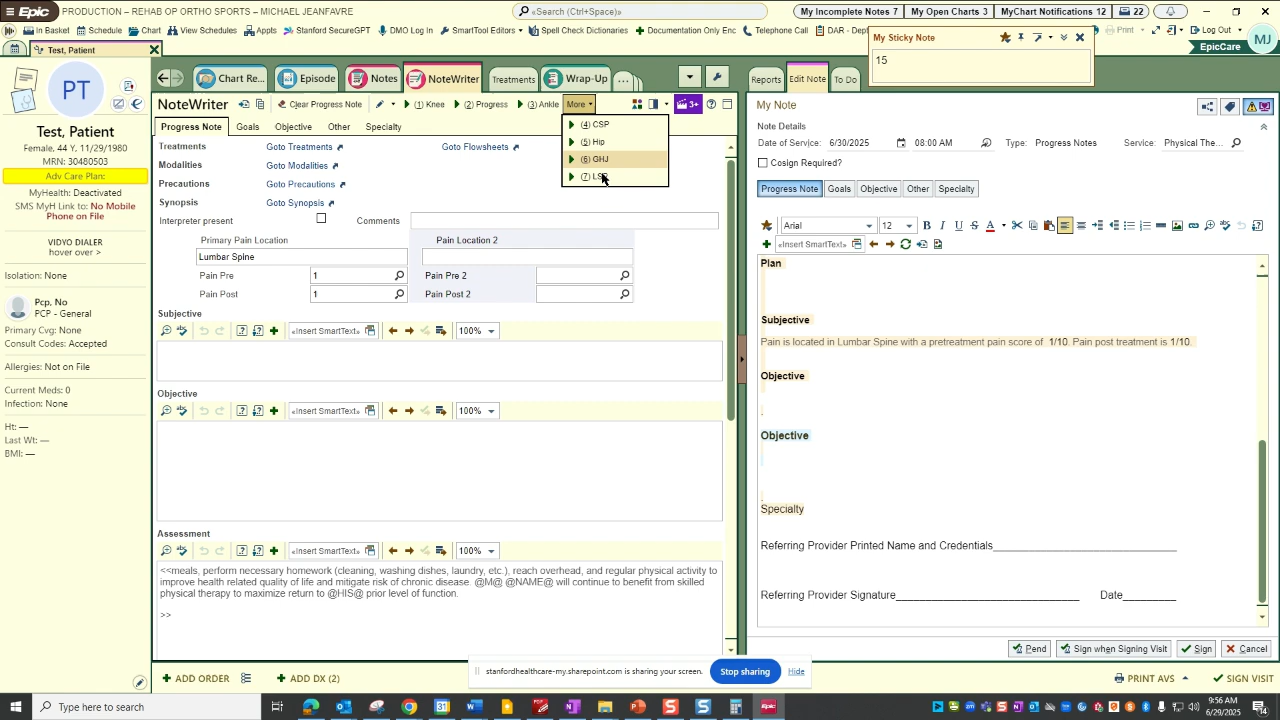 Epic PRODUCTION – REHAB OP ORTHO SPORTS – MICHAEL JEANFAVRE «Search (Ctrl+Space)» My Incomplete Notes 7 My Open Charts 3 MyChart Notifications 12 22
In Basket Schedule Chart View Schedules Appts Stanford SecureGPT DMO Log In SmartTool Editors Spell Check Dictionaries Documentation Only Enc Telephone Call DAR - De Print Log Out
Test, Patient
My Sticky Note
15
MJ
EpicCare
PT
Test, Patient
Female, 44 Y, 11/29/1980
MRN: 30480503
Adv Care Plan:
MyHealth: Deactivated
SMS MyH Link to: No Mobile
Phone on File
VIDYO DIALER
hover over >
Isolation: None
Pcp, No
PCP - General
Primary Cvg: None
Consult Codes: Accepted
Allergies: Not on File
Current Meds: 0
Infection: None
Ht: —
Last Wt: —
BMI: —
Chart Re... Episode Notes NoteWriter Treatments Wrap-Up ...
NoteWriter Clear Progress Note (1) Knee (2) Progress (3) Ankle More 3+
(4) CSP
(5) Hip
(6) GHJ
(7) LS
Progress Note Goals Objective Other Specialty
Treatments Goto Treatments Goto Flowsheets
Modalities Goto Modalities
Precautions Goto Precautions
Synopsis Goto Synopsis
Interpreter present Comments
Primary Pain Location Pain Location 2
Lumbar Spine
Pain Pre 1 Pain Pre 2
Pain Post 1 Pain Post 2
Subjective
«Insert SmartText» 100%
Objective
«Insert SmartText» 100%
Assessment
«Insert SmartText» 100%
<<meals, perform necessary homework (cleaning, washing dishes, laundry, etc.), reach overhead, and regular physical activity to
improve health related quality of life and mitigate risk of chronic disease. @M@ @NAME@ will continue to benefit from skilled
physical therapy to maximize return to @HIS@ prior level of function.
>>
Reports Edit Note To Do
My Note
Note Details
Date of Service: 6/30/2025 08:00 AM Type: Progress Notes Service: Physical The...
Cosign Required?
Progress Note Goals Objective Other Specialty
Arial 12 B I U S A
«Insert SmartText»
Plan
Subjective
Pain is located in Lumbar Spine with a pretreatment pain score of 1/10. Pain post treatment is 1/10.
Objective
Objective
Specialty
Referring Provider Printed Name and Credentials______________________________
Referring Provider Signature______________________________ Date_________
Pend Sign when Signing Visit Sign Cancel
ADD ORDER ADD DX (2) PRINT AVS SIGN VISIT
stanfordhealthcare-my.sharepoint.com is sharing your screen. Stop sharing Hide
Type here to search
9:56 AM
6/29/2025